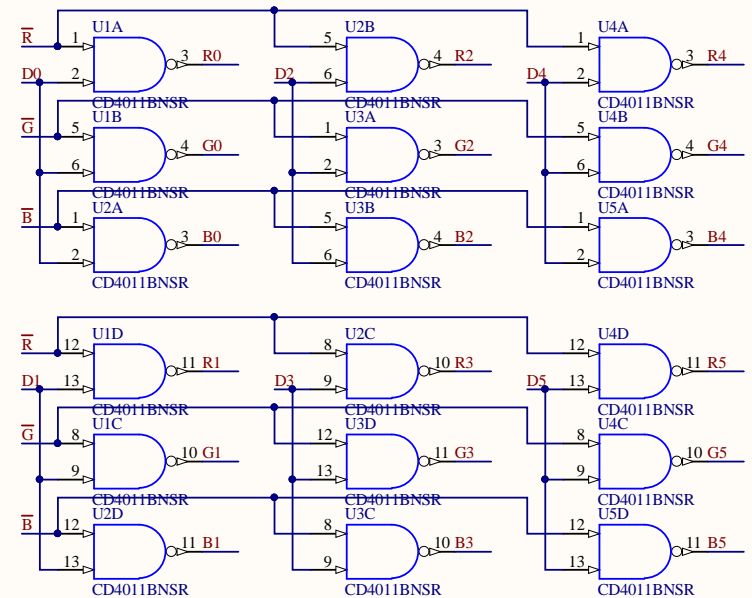 U1A U2B U4A
R̅ 1 3 R0 5 4 R2 1 3 R4
D0 2 D2 6 D4 2
CD4011BNSR CD4011BNSR CD4011BNSR
U1B U3A U4B
G̅ 5 4 G0 1 3 G2 5 4 G4
6 2 6
CD4011BNSR CD4011BNSR CD4011BNSR
U2A U3B U5A
B̅ 1 3 B0 5 4 B2 1 3 B4
2 6 2
CD4011BNSR CD4011BNSR CD4011BNSR
U1D U2C U4D
R̅ 12 11 R1 8 10 R3 12 11 R5
D1 13 D3 9 D5 13
CD4011BNSR CD4011BNSR CD4011BNSR
U1C U3D U4C
G̅ 8 10 G1 12 11 G3 8 10 G5
9 13 9
CD4011BNSR CD4011BNSR CD4011BNSR
U2D U3C U5D
B̅ 12 11 B1 8 10 B3 12 11 B5
13 9 13
CD4011BNSR CD4011BNSR CD4011BNSR